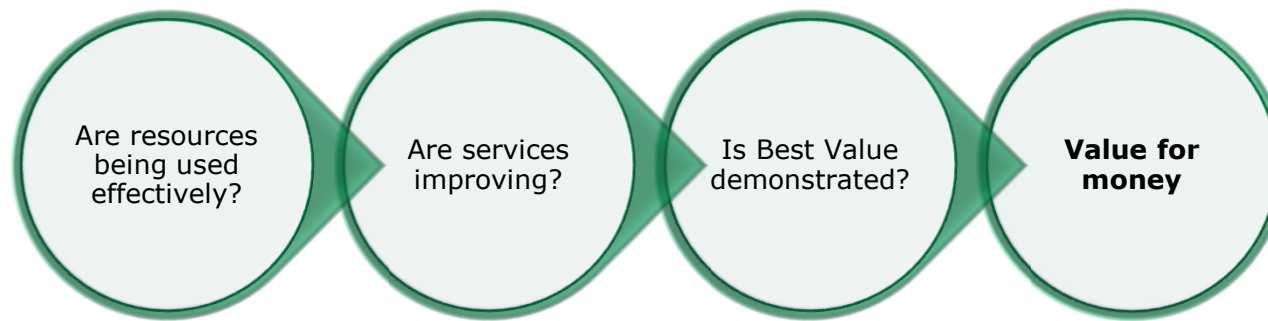 Are resources
being used
effectively?
Are services
improving?
Is Best Value
demonstrated?
Value for
money